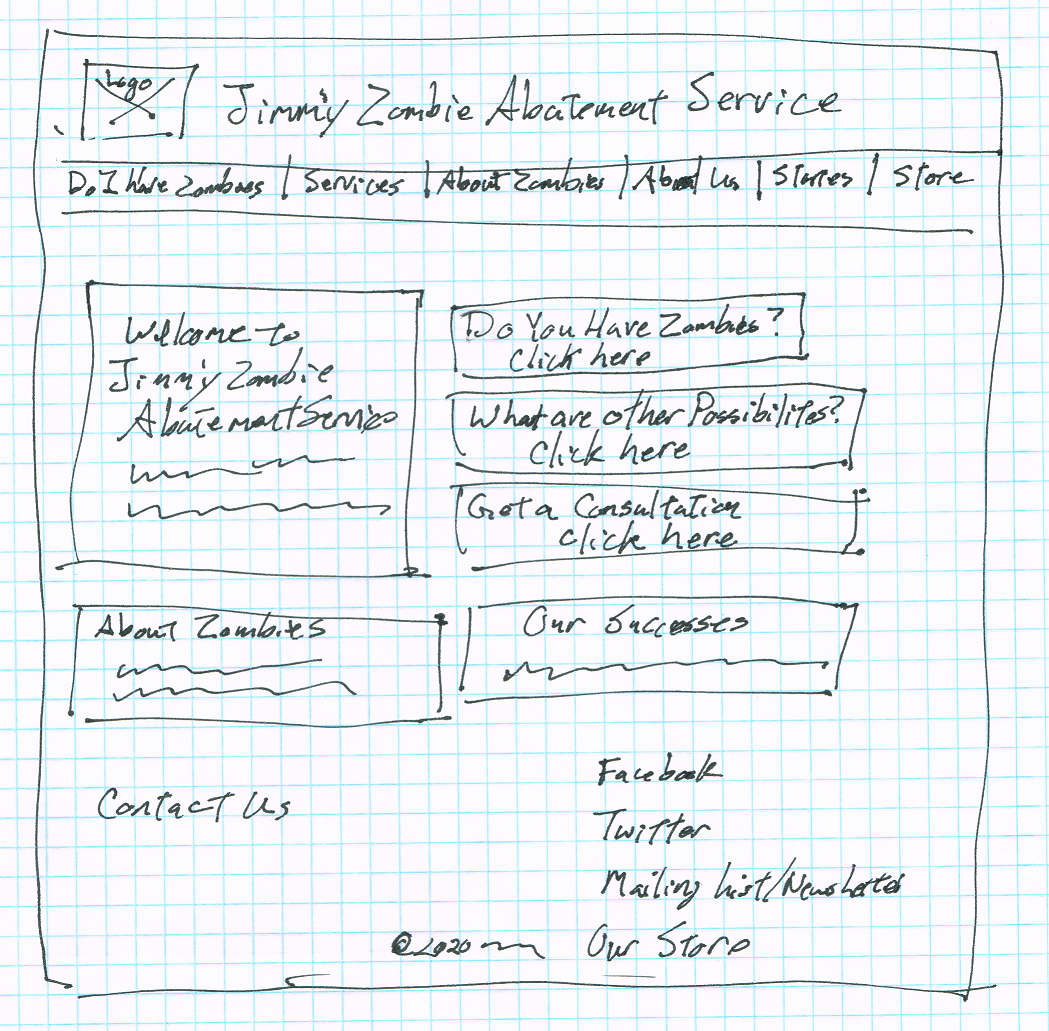 Logo
Jimmy Zombie Abatement Service
Do I Have Zombies | Services | About Zombies | About Us | Stories | Store
Welcome to
Jimmy Zombie
Abatement Service
Do You Have Zombies?
Click here
What are other Possibilites?
Click here
Get a Consultation
click here
About Zombies
Our Successes
Facebook
Contact Us
Twitter
Mailing List/Newsletter
©2020
Our Store